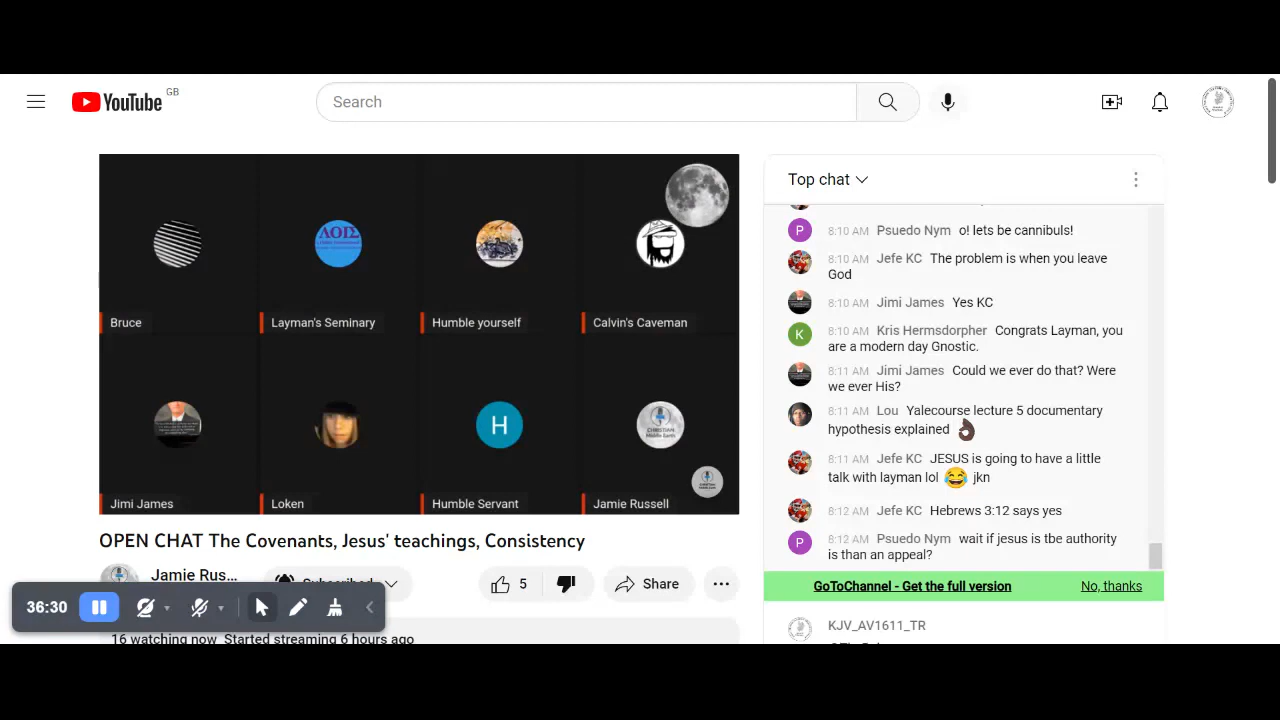 YouTube GB
Search
Top chat
ΛΟΓΣ
Bruce
Layman's Seminary
Humble yourself
Calvin's Caveman
H
CHRISTIAN
Middle Earth
Jimi James
Loken
Humble Servant
Jamie Russell
P 8:10 AM Psuedo Nym o! lets be cannibuls!
8:10 AM Jefe KC The problem is when you leave
God
8:10 AM Jimi James Yes KC
K 8:10 AM Kris Hermsdorpher Congrats Layman, you
are a modern day Gnostic.
8:11 AM Jimi James Could we ever do that? Were
we ever His?
8:11 AM Lou Yalecourse lecture 5 documentary
hypothesis explained
8:11 AM Jefe KC JESUS is going to have a little
talk with layman lol jkn
8:12 AM Jefe KC Hebrews 3:12 says yes
P 8:12 AM Psuedo Nym wait if jesus is tbe authority
is than an appeal?
GoToChannel - Get the full version No, thanks
KJV_AV1611_TR
OPEN CHAT The Covenants, Jesus' teachings, Consistency
Jamie Rus...
Subscribed
5
Share
36:30
16 watching now Started streaming 6 hours ago